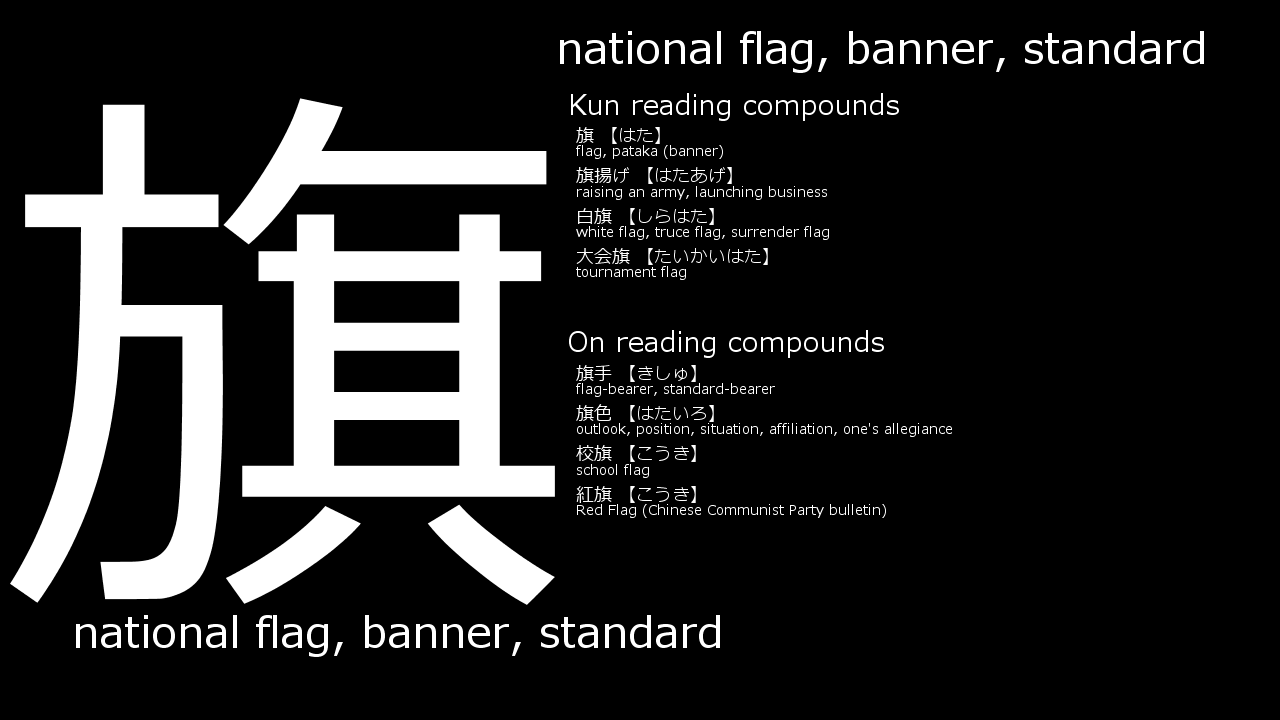 旗
national flag, banner, standard
Kun reading compounds
旗 【はた】
flag, pataka (banner)
旗揚げ 【はたあげ】
raising an army, launching business
白旗 【しらはた】
white flag, truce flag, surrender flag
大会旗 【たいかいはた】
tournament flag
On reading compounds
旗手 【きしゅ】
flag-bearer, standard-bearer
旗色 【はたいろ】
outlook, position, situation, affiliation, one's allegiance
校旗 【こうき】
school flag
紅旗 【こうき】
Red Flag (Chinese Communist Party bulletin)
national flag, banner, standard